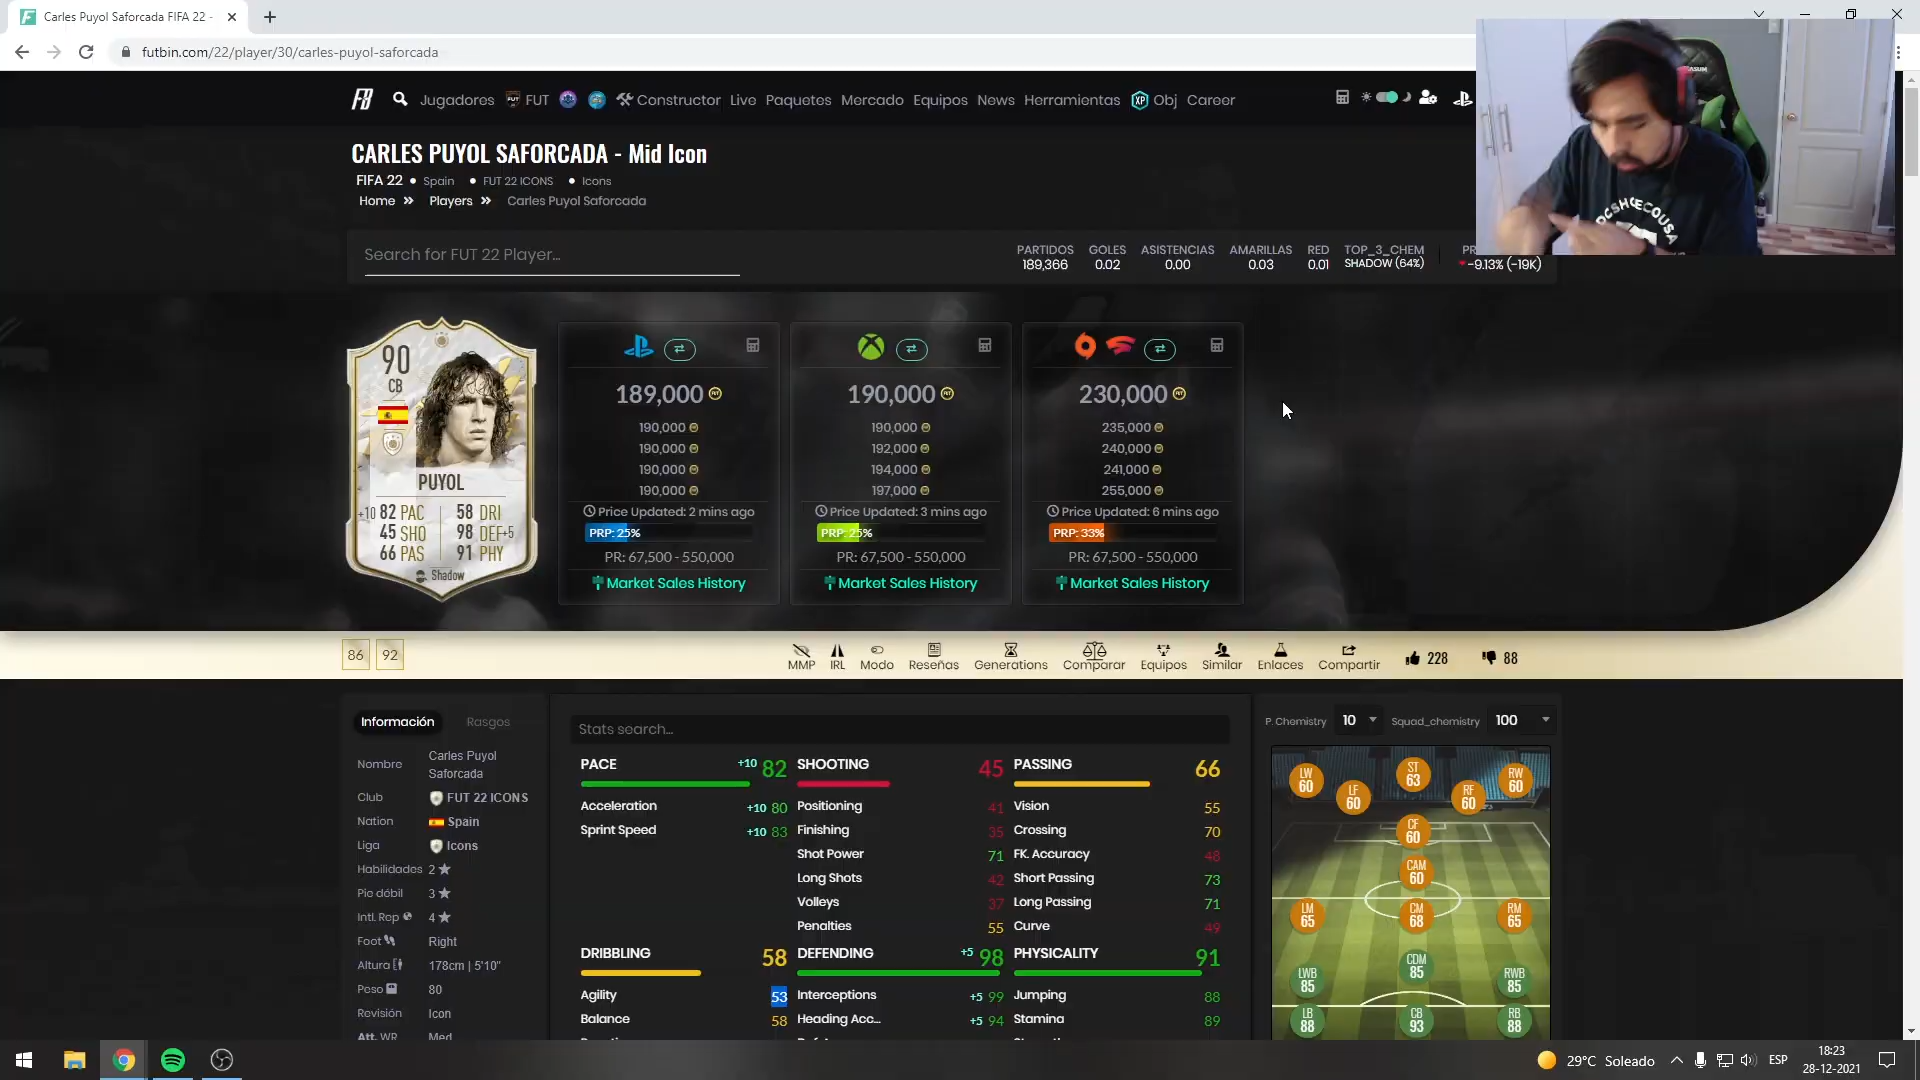 Carles Puyol Saforcada FIFA 22 -
futbin.com/22/player/30/carles-puyol-saforcada
FB Jugadores FUT Constructor Live Paquetes Mercado Equipos News Herramientas XP Obj Career
CARLES PUYOL SAFORCADA - Mid Icon
FIFA 22 • Spain • FUT 22 ICONS • Icons
Home » Players » Carles Puyol Saforcada
Search for FUT 22 Player...
PARTIDOS GOLES ASISTENCIAS AMARILLAS RED TOP_3_CHEM PR
189,366 0.02 0.00 0.03 0.01 SHADOW (64%) -9.13% (-19K)
90
CB
PUYOL
+10 82 PAC 58 DRI
45 SHO 98 DEF+5
66 PAS 91 PHY
Shadow
189,000
190,000
190,000
190,000
190,000
Price Updated: 2 mins ago
PRP: 25%
PR: 67,500 - 550,000
Market Sales History
190,000
190,000
192,000
194,000
197,000
Price Updated: 3 mins ago
PRP: 25%
PR: 67,500 - 550,000
Market Sales History
230,000
235,000
240,000
241,000
255,000
Price Updated: 6 mins ago
PRP: 33%
PR: 67,500 - 550,000
Market Sales History
86 92
MMP IRL Modo Reseñas Generations Comparar Equipos Similar Enlaces Compartir 228 88
Información Rasgos
Nombre Carles Puyol
Saforcada
Club FUT 22 ICONS
Nation Spain
Liga Icons
Habilidades 2
Pie débil 3
Intl. Rep 4
Foot Right
Altura 178cm | 5'10"
Peso 80
Revisión Icon
Att. WR Med
Stats search...
PACE +10 82
Acceleration +10 80
Sprint Speed +10 83
SHOOTING 45
Positioning 41
Finishing 35
Shot Power 71
Long Shots 42
Volleys 37
Penalties 55
PASSING 66
Vision 55
Crossing 70
FK. Accuracy 48
Short Passing 73
Long Passing 71
Curve 49
DRIBBLING 58
Agility 53
Balance 58
DEFENDING +5 98
Interceptions +5 99
Heading Acc... +5 94
PHYSICALITY 91
Jumping 88
Stamina 89
P. Chemistry 10 Squad_chemistry 100
LW
60
LF
60
ST
63
RF
60
RW
60
CF
60
CAM
60
LM
65
CM
68
RM
65
LWB
85
CDM
85
RWB
85
LB
88
CB
93
RB
88
29°C Soleado ESP
18:23
28-12-2021